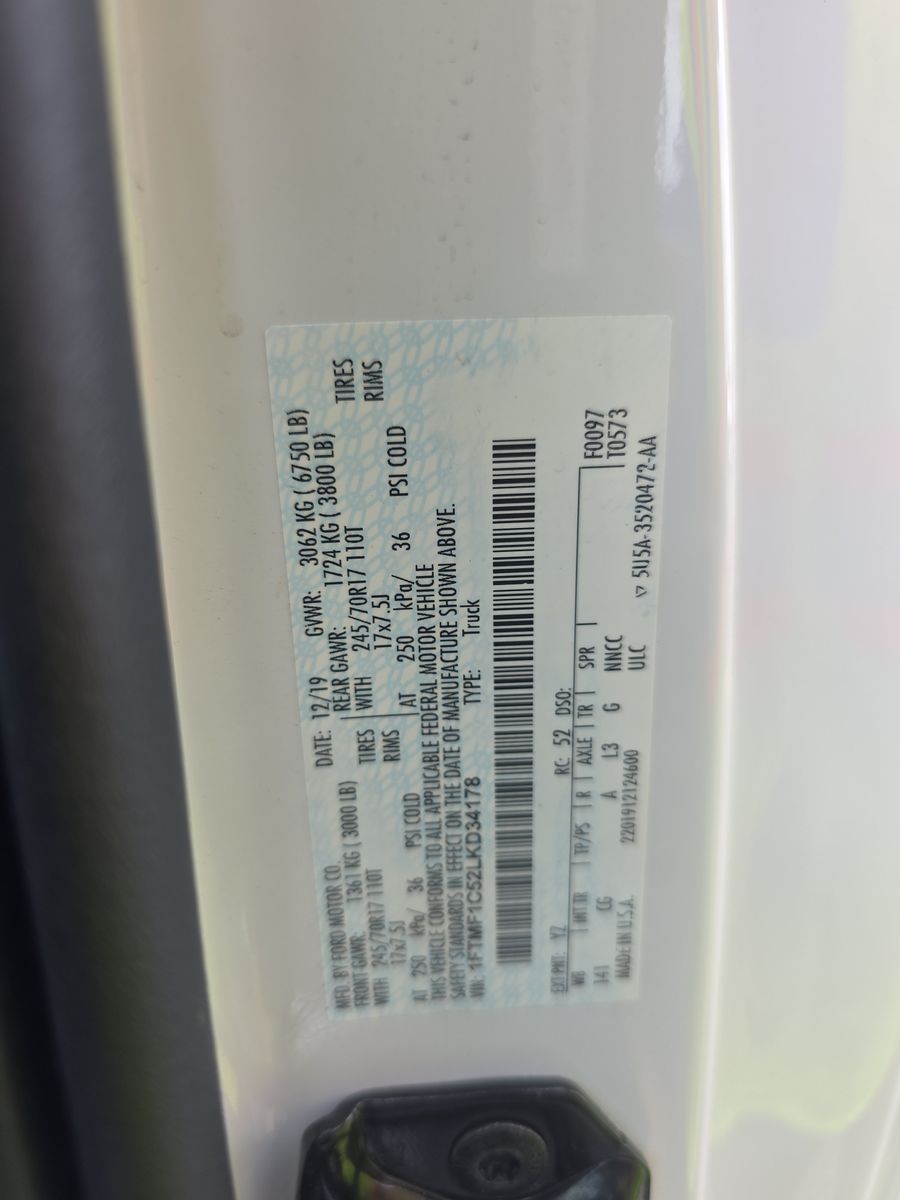 MFD. BY FORD MOTOR CO. DATE: 12/19 GVWR: 3062 KG ( 6750 LB)
FRONT GAWR: 1361 KG ( 3000 LB) REAR GAWR: 1724 KG ( 3800 LB)
WITH 245/70R17 110T TIRES WITH 245/70R17 110T TIRES
17x7.5J RIMS 17x7.5J RIMS
AT 250 kPa/ 36 PSI COLD AT 250 kPa/ 36 PSI COLD
THIS VEHICLE CONFORMS TO ALL APPLICABLE FEDERAL MOTOR VEHICLE
SAFETY STANDARDS IN EFFECT ON THE DATE OF MANUFACTURE SHOWN ABOVE.
VIN: 1FTMF1C52LKD34178 TYPE: Truck
EXT PNT: YZ RC: 52 DSO:
WB INT TR TP/PS R AXLE TR SPR F0097
141 CG A L3 G NNCC T0573
MADE IN U.S.A. 2201912124600 ULC ▽ 5U5A-3520472-AA